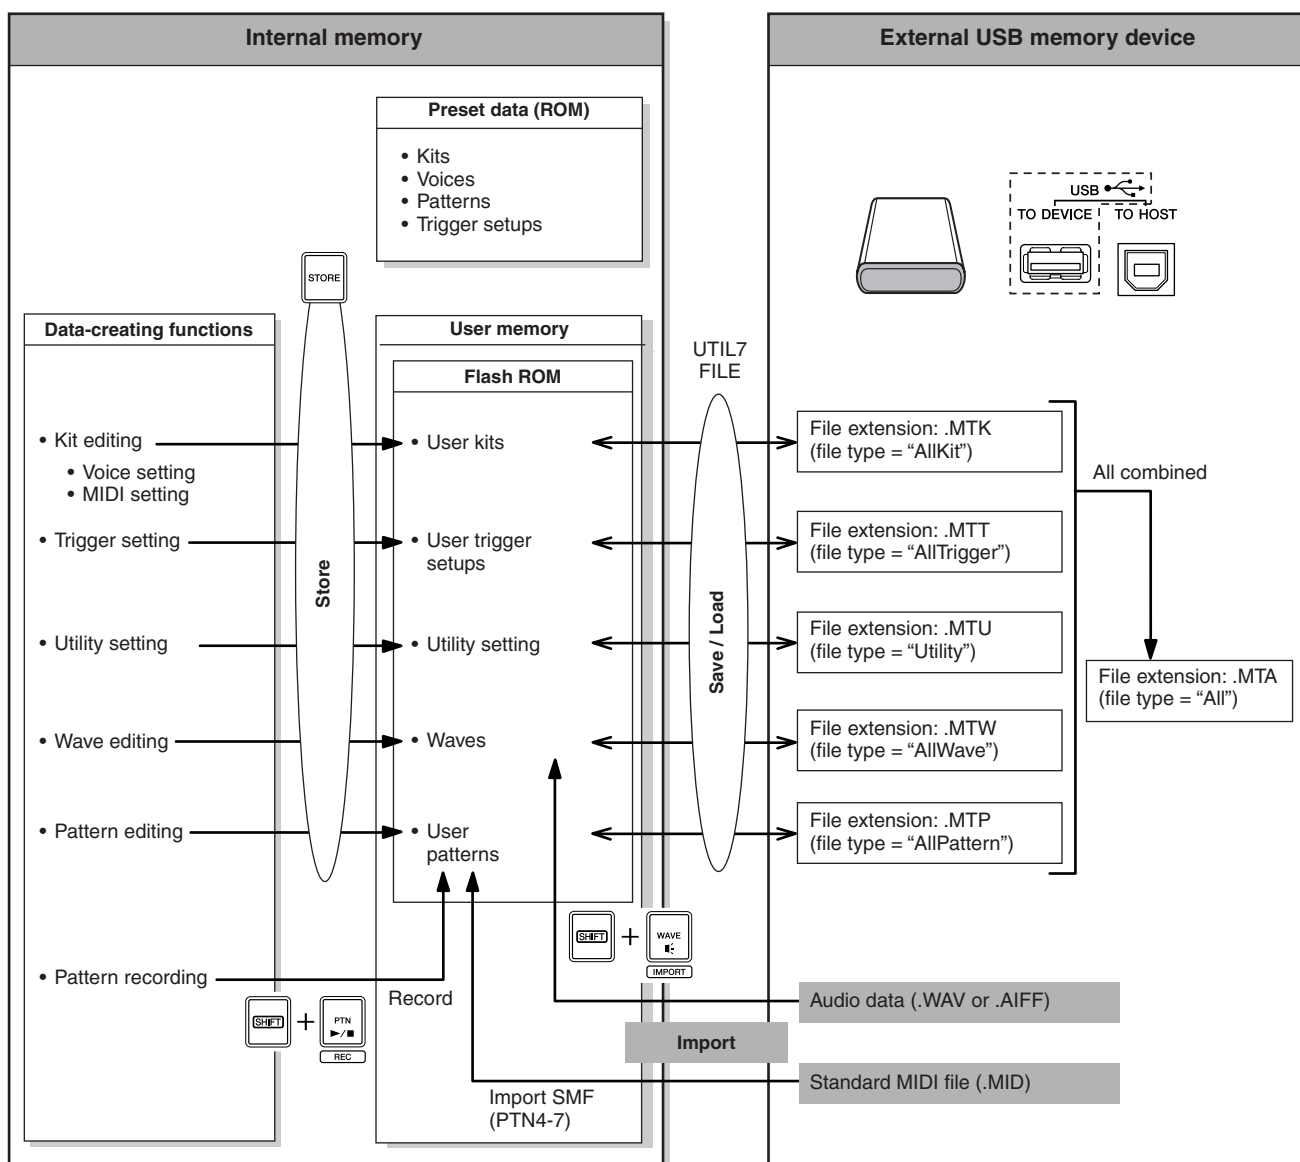 Internal memory
External USB memory device
Preset data (ROM)
• Kits
• Voices
• Patterns
• Trigger setups
USB
TO DEVICE
TO HOST
STORE
Data-creating functions
User memory
Flash ROM
UTIL7
FILE
• Kit editing
• Voice setting
• MIDI setting
• Trigger setting
• Utility setting
• Wave editing
• Pattern editing
• Pattern recording
Store
• User kits
• User trigger
setups
• Utility setting
• Waves
• User
patterns
Save / Load
File extension: .MTK
(file type = “AllKit”)
File extension: .MTT
(file type = “AllTrigger”)
File extension: .MTU
(file type = “Utility”)
File extension: .MTW
(file type = “AllWave”)
File extension: .MTP
(file type = “AllPattern”)
All combined
File extension: .MTA
(file type = “All”)
SHIFT
+
WAVE
IMPORT
Record
SHIFT
+
PTN
►/■
REC
Audio data (.WAV or .AIFF)
Import
Standard MIDI file (.MID)
Import SMF
(PTN4-7)